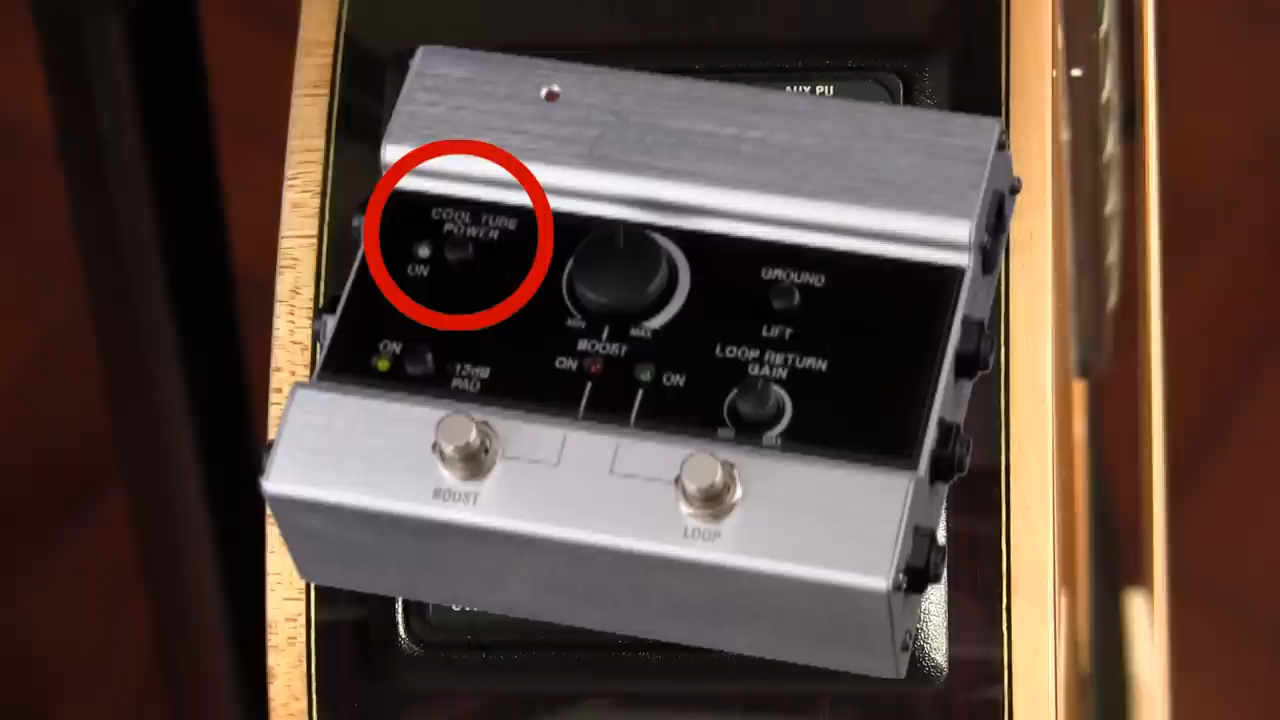 AUX PU
COOL TUBE
POWER
ON
GROUND
LIFT
MIN
MAX
BOOST
ON
ON
LOOP RETURN
GAIN
ON
-12dB
PAD
BOOST
LOOP